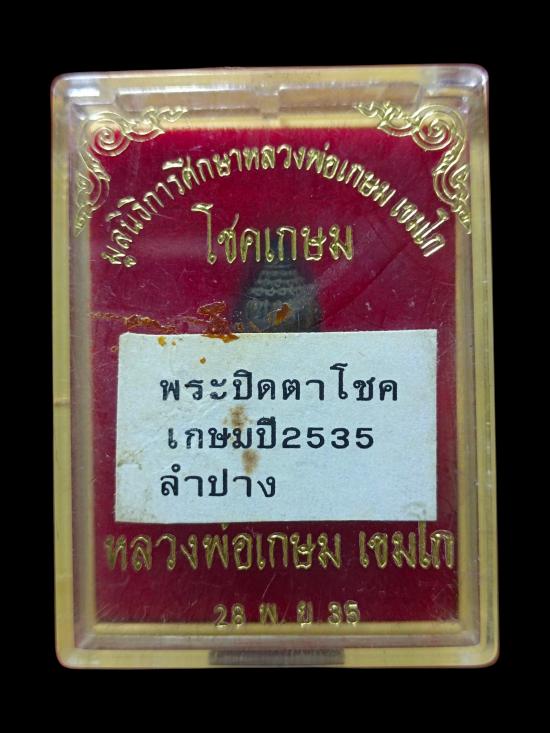 มูลนิธิการศึกษาหลวงพ่อเกษม เขมโก
โชคเกษม
พระปิดตาโชค
เกษมปี2535
ลำปาง
หลวงพ่อเกษม เขมโก
28 พ.ย 35